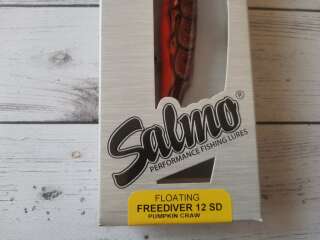 Salmo®
PERFORMANCE FISHING LURES
FLOATING
FREEDIVER 12 SD
PUMPKIN CRAW